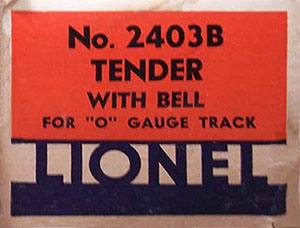 No. 2403B
TENDER
WITH BELL
FOR "O" GAUGE TRACK
LIONEL